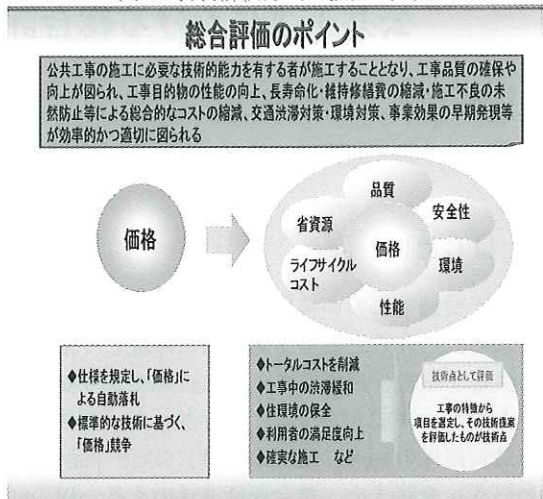 総合評価のポイント
公共工事の施工に必要な技術的能力を有する者が施工することとなり、工事品質の確保や
向上が図られ、工事目的物の性能の向上、長寿命化・維持修繕費の縮減・施工不良の未
然防止等による総合的なコストの縮減、交通渋滞対策・環境対策、事業効果の早期発現等
が効率的かつ適切に図られる
価格
品質
省資源
安全性
価格
ライフサイクル
コスト
環境
性能
◆仕様を規定し、「価格」に
よる自動落札
◆標準的な技術に基づく、
「価格」競争
◆トータルコストを削減
◆工事中の渋滞緩和
◆住環境の保全
◆利用者の満足度向上
◆確実な施工 など
技術点として評価
工事の特徴から
項目を選定し、その技術提案
を評価したものが技術点